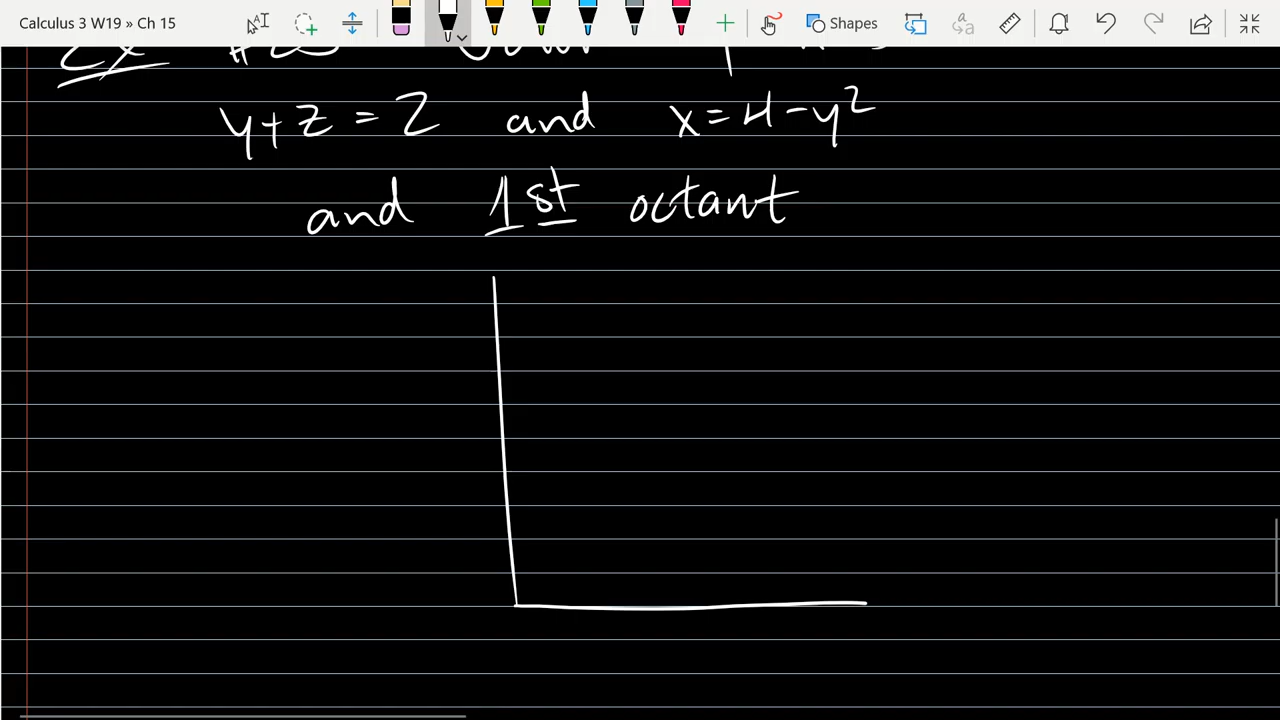 Calculus 3 W19 » Ch 15
Shapes
y+z = 2 and x = 4-y²
and 1st octant